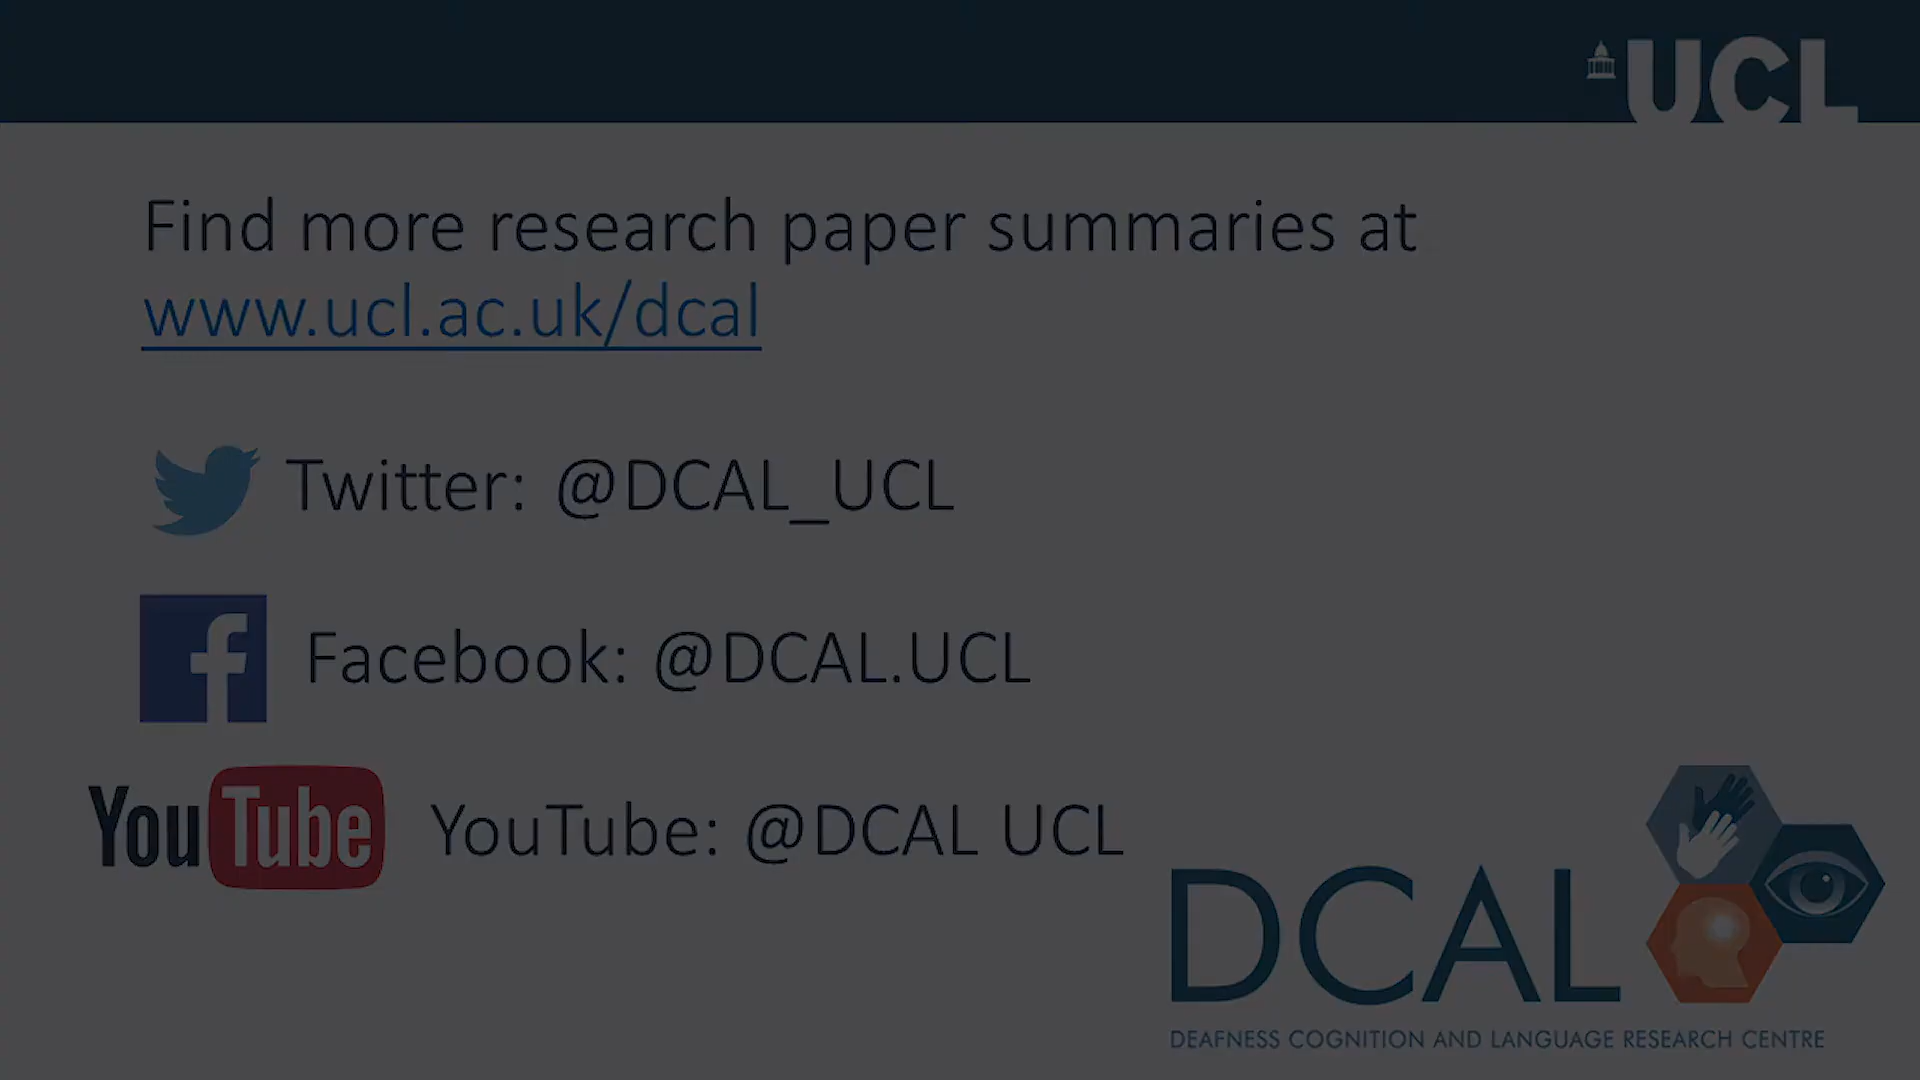 UCL
Find more research paper summaries at
www.ucl.ac.uk/dcal
Twitter: @DCAL_UCL
Facebook: @DCAL.UCL
YouTube YouTube: @DCAL UCL
DCAL
DEAFNESS COGNITION AND LANGUAGE RESEARCH CENTRE